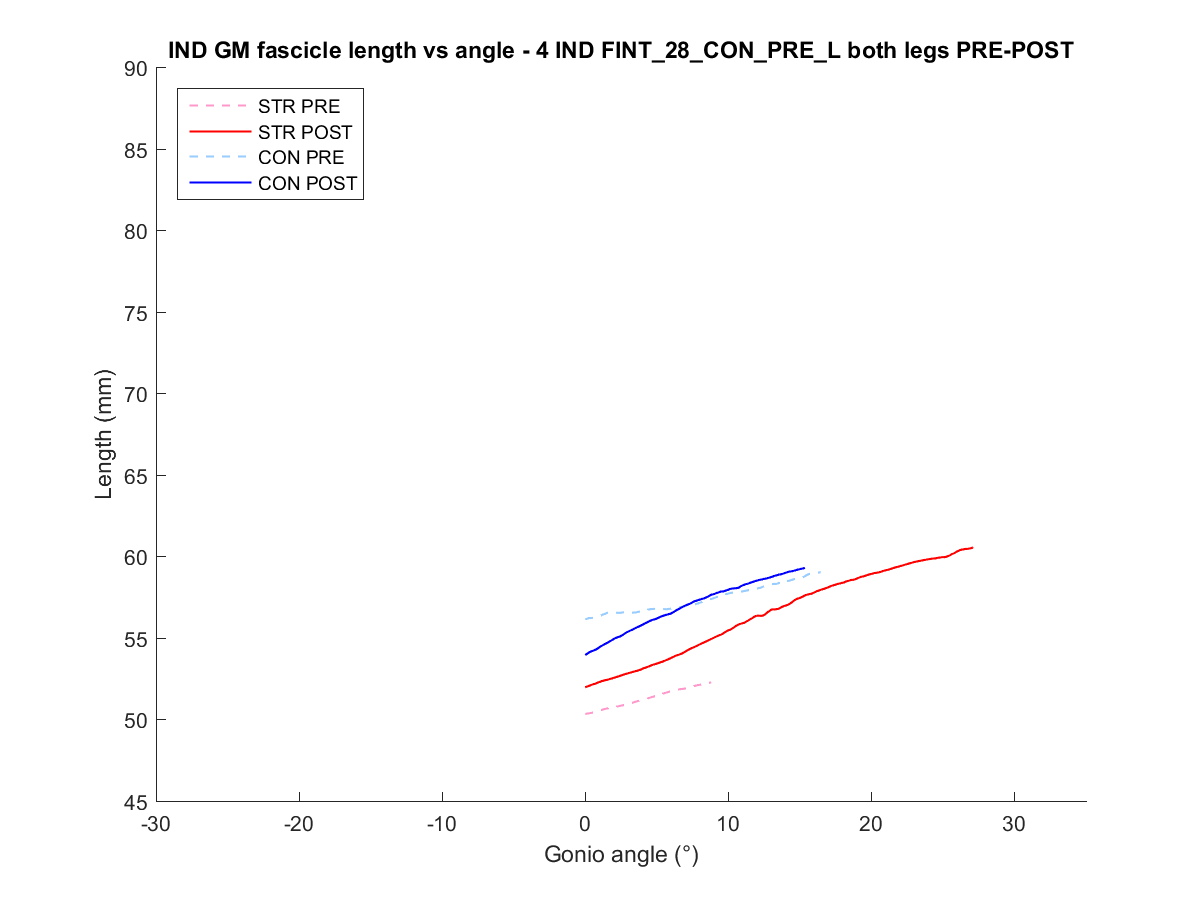 IND GM fascicle length vs angle - 4 IND FINT_28_CON_PRE_L both legs PRE-POST
90
85
80
75
70
65
60
55
50
45
Length (mm)
STR PRE
STR POST
CON PRE
CON POST
-30 -20 -10 0 10 20 30
Gonio angle (°)